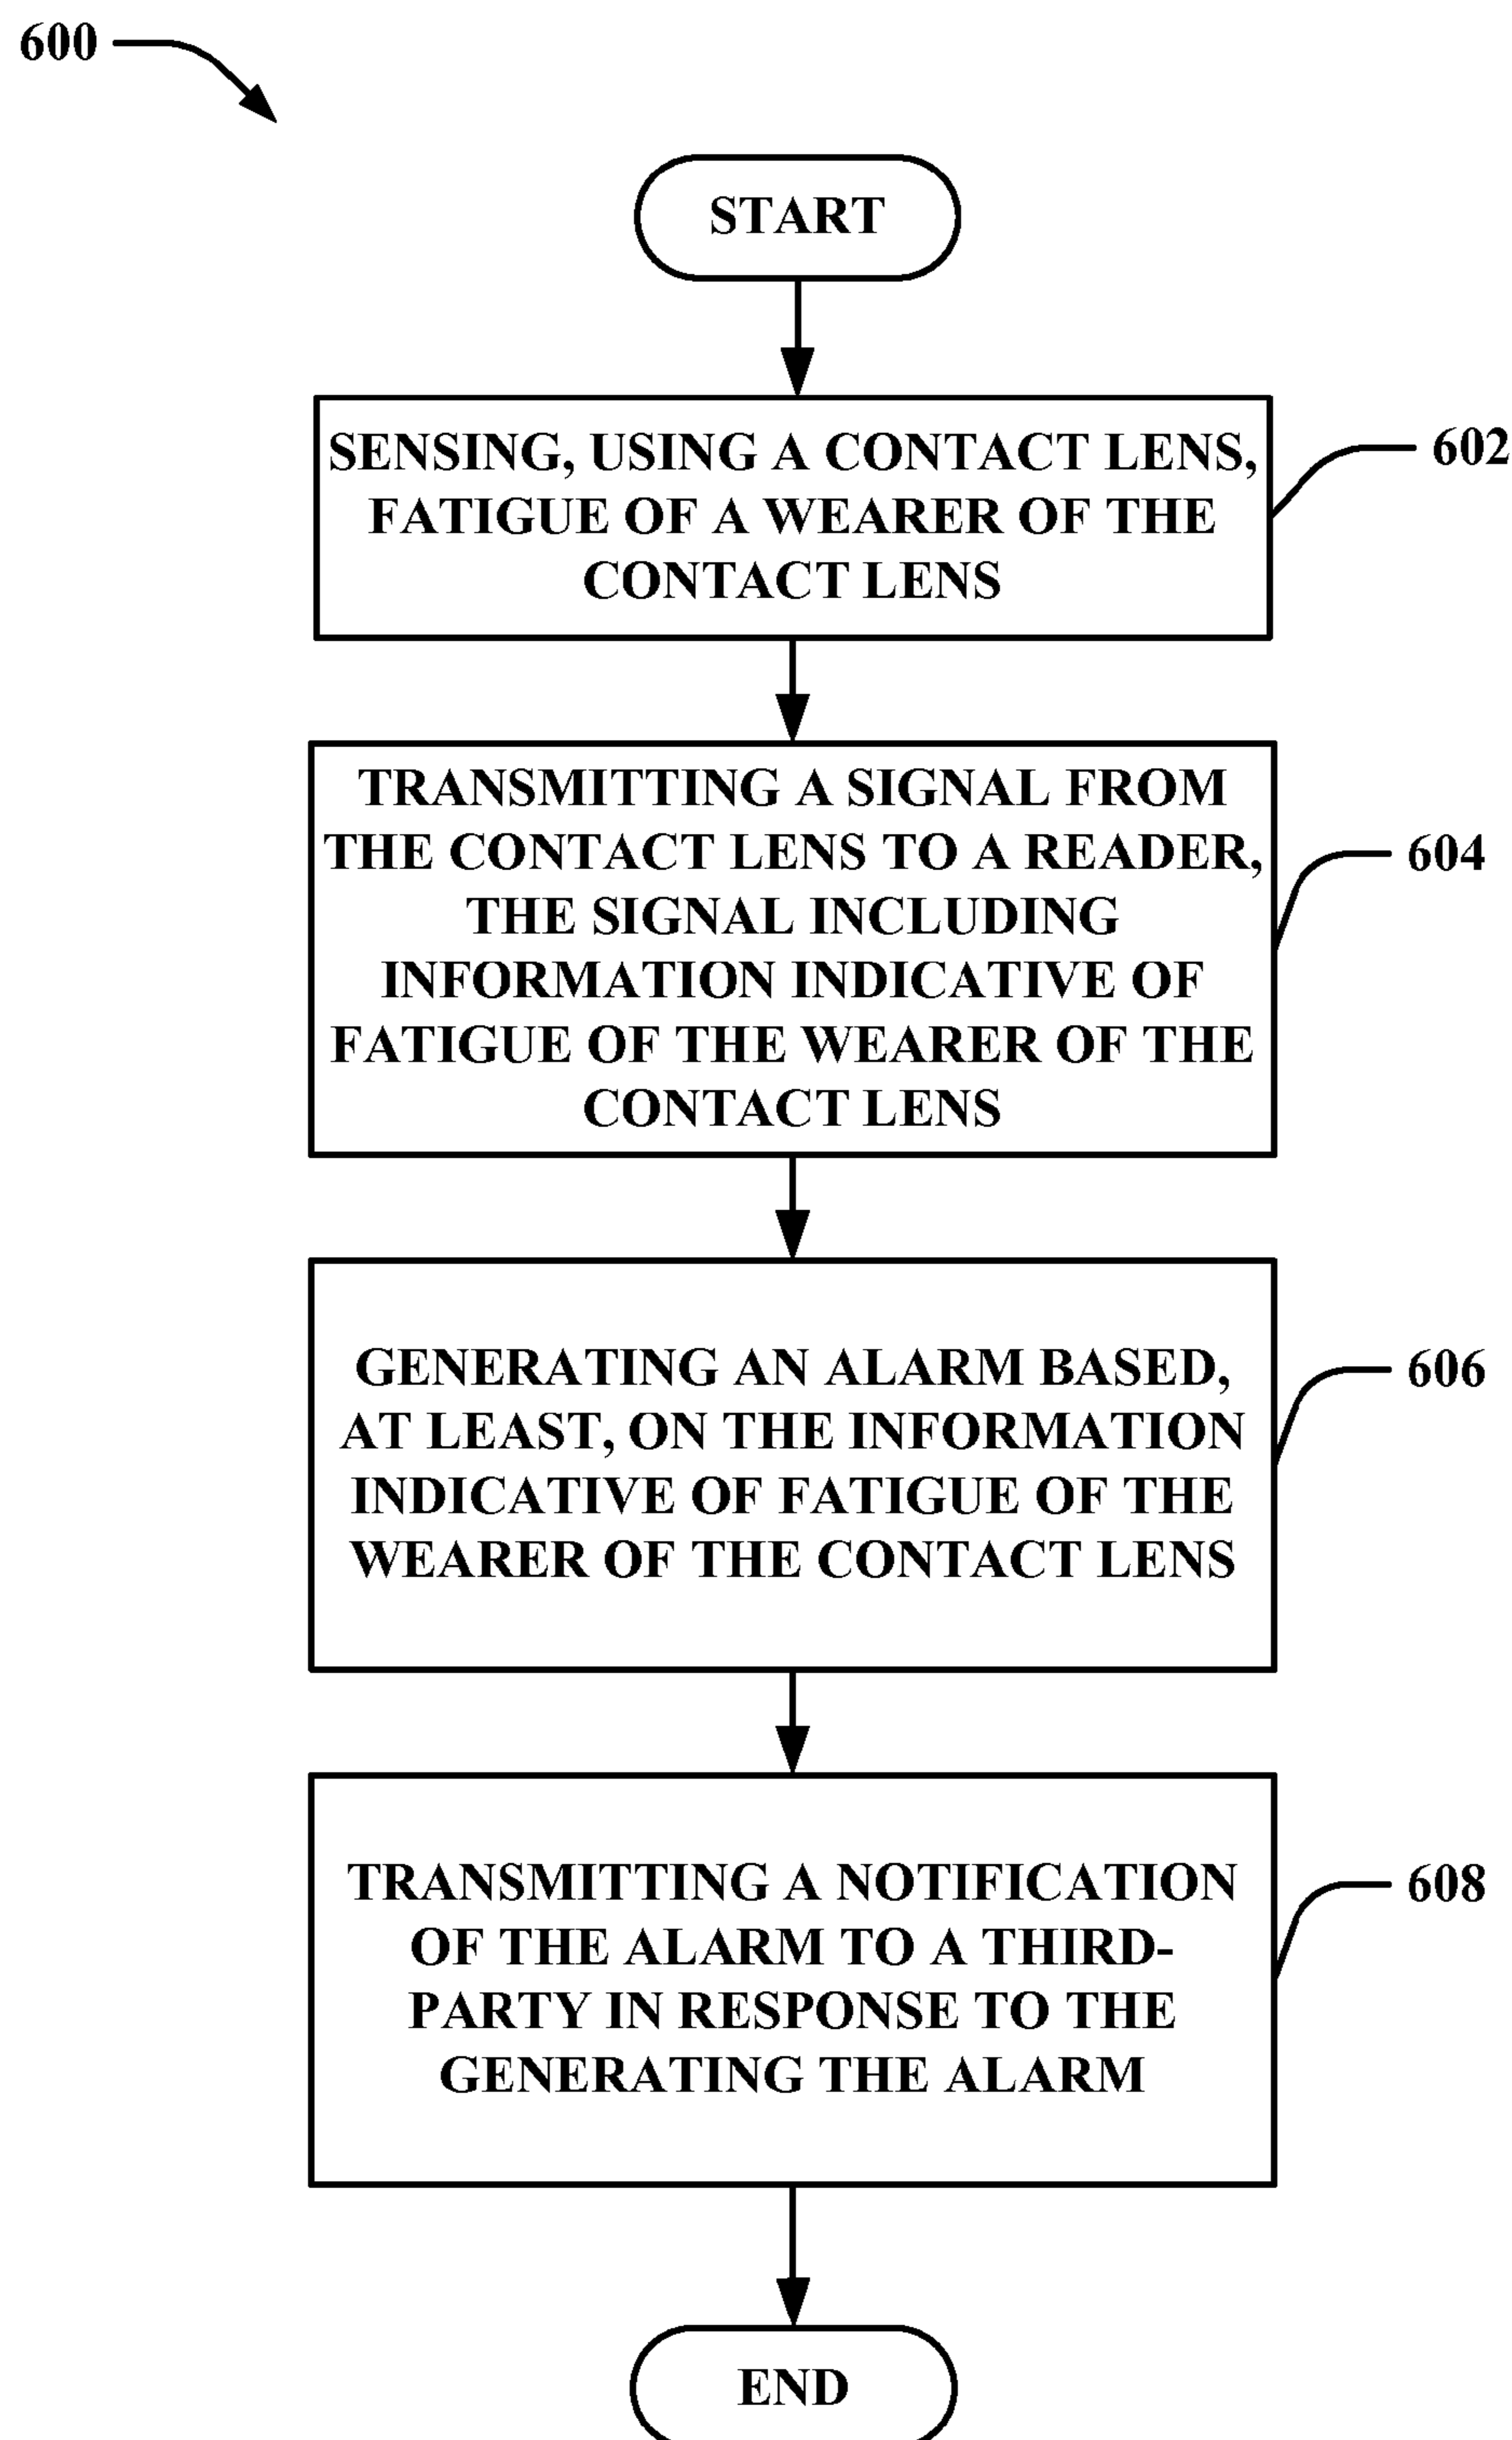 600
START
SENSING, USING A CONTACT LENS,
FATIGUE OF A WEARER OF THE
CONTACT LENS
602
TRANSMITTING A SIGNAL FROM
THE CONTACT LENS TO A READER,
THE SIGNAL INCLUDING
INFORMATION INDICATIVE OF
FATIGUE OF THE WEARER OF THE
CONTACT LENS
604
GENERATING AN ALARM BASED,
AT LEAST, ON THE INFORMATION
INDICATIVE OF FATIGUE OF THE
WEARER OF THE CONTACT LENS
606
TRANSMITTING A NOTIFICATION
OF THE ALARM TO A THIRD-
PARTY IN RESPONSE TO THE
GENERATING THE ALARM
608
END